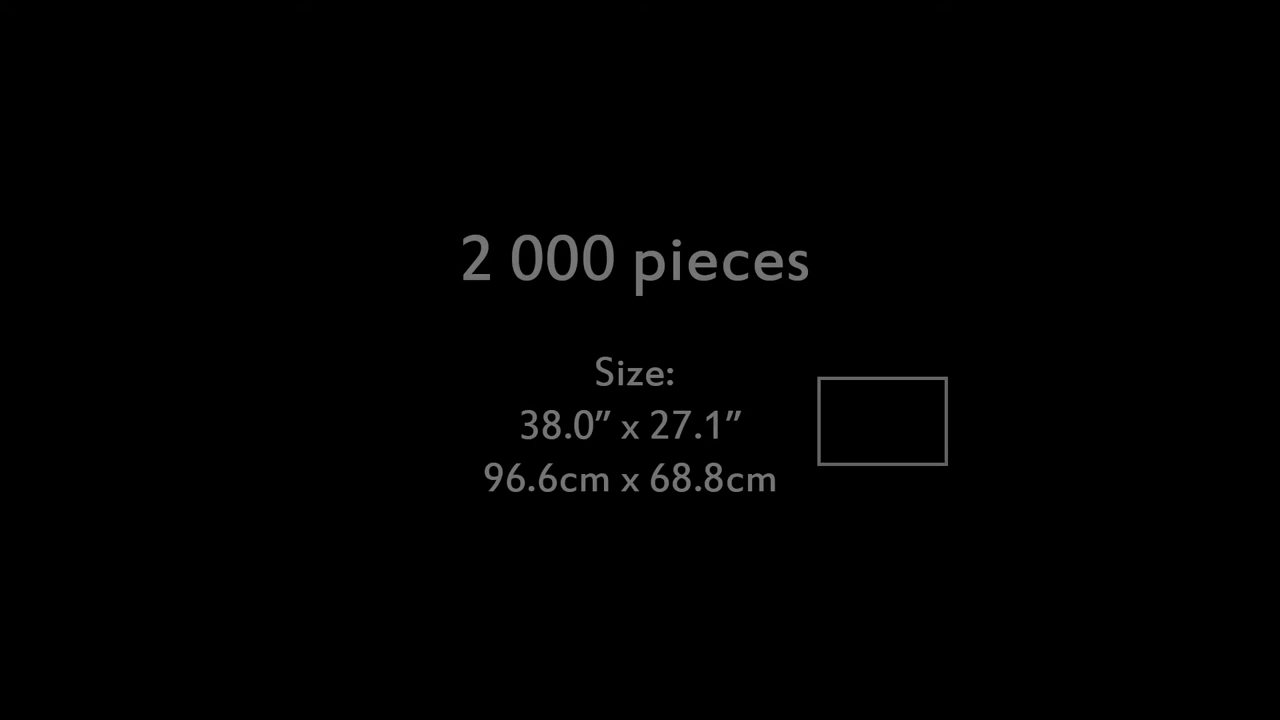 2 000 pieces
Size:
38.0” x 27.1”
96.6cm x 68.8cm